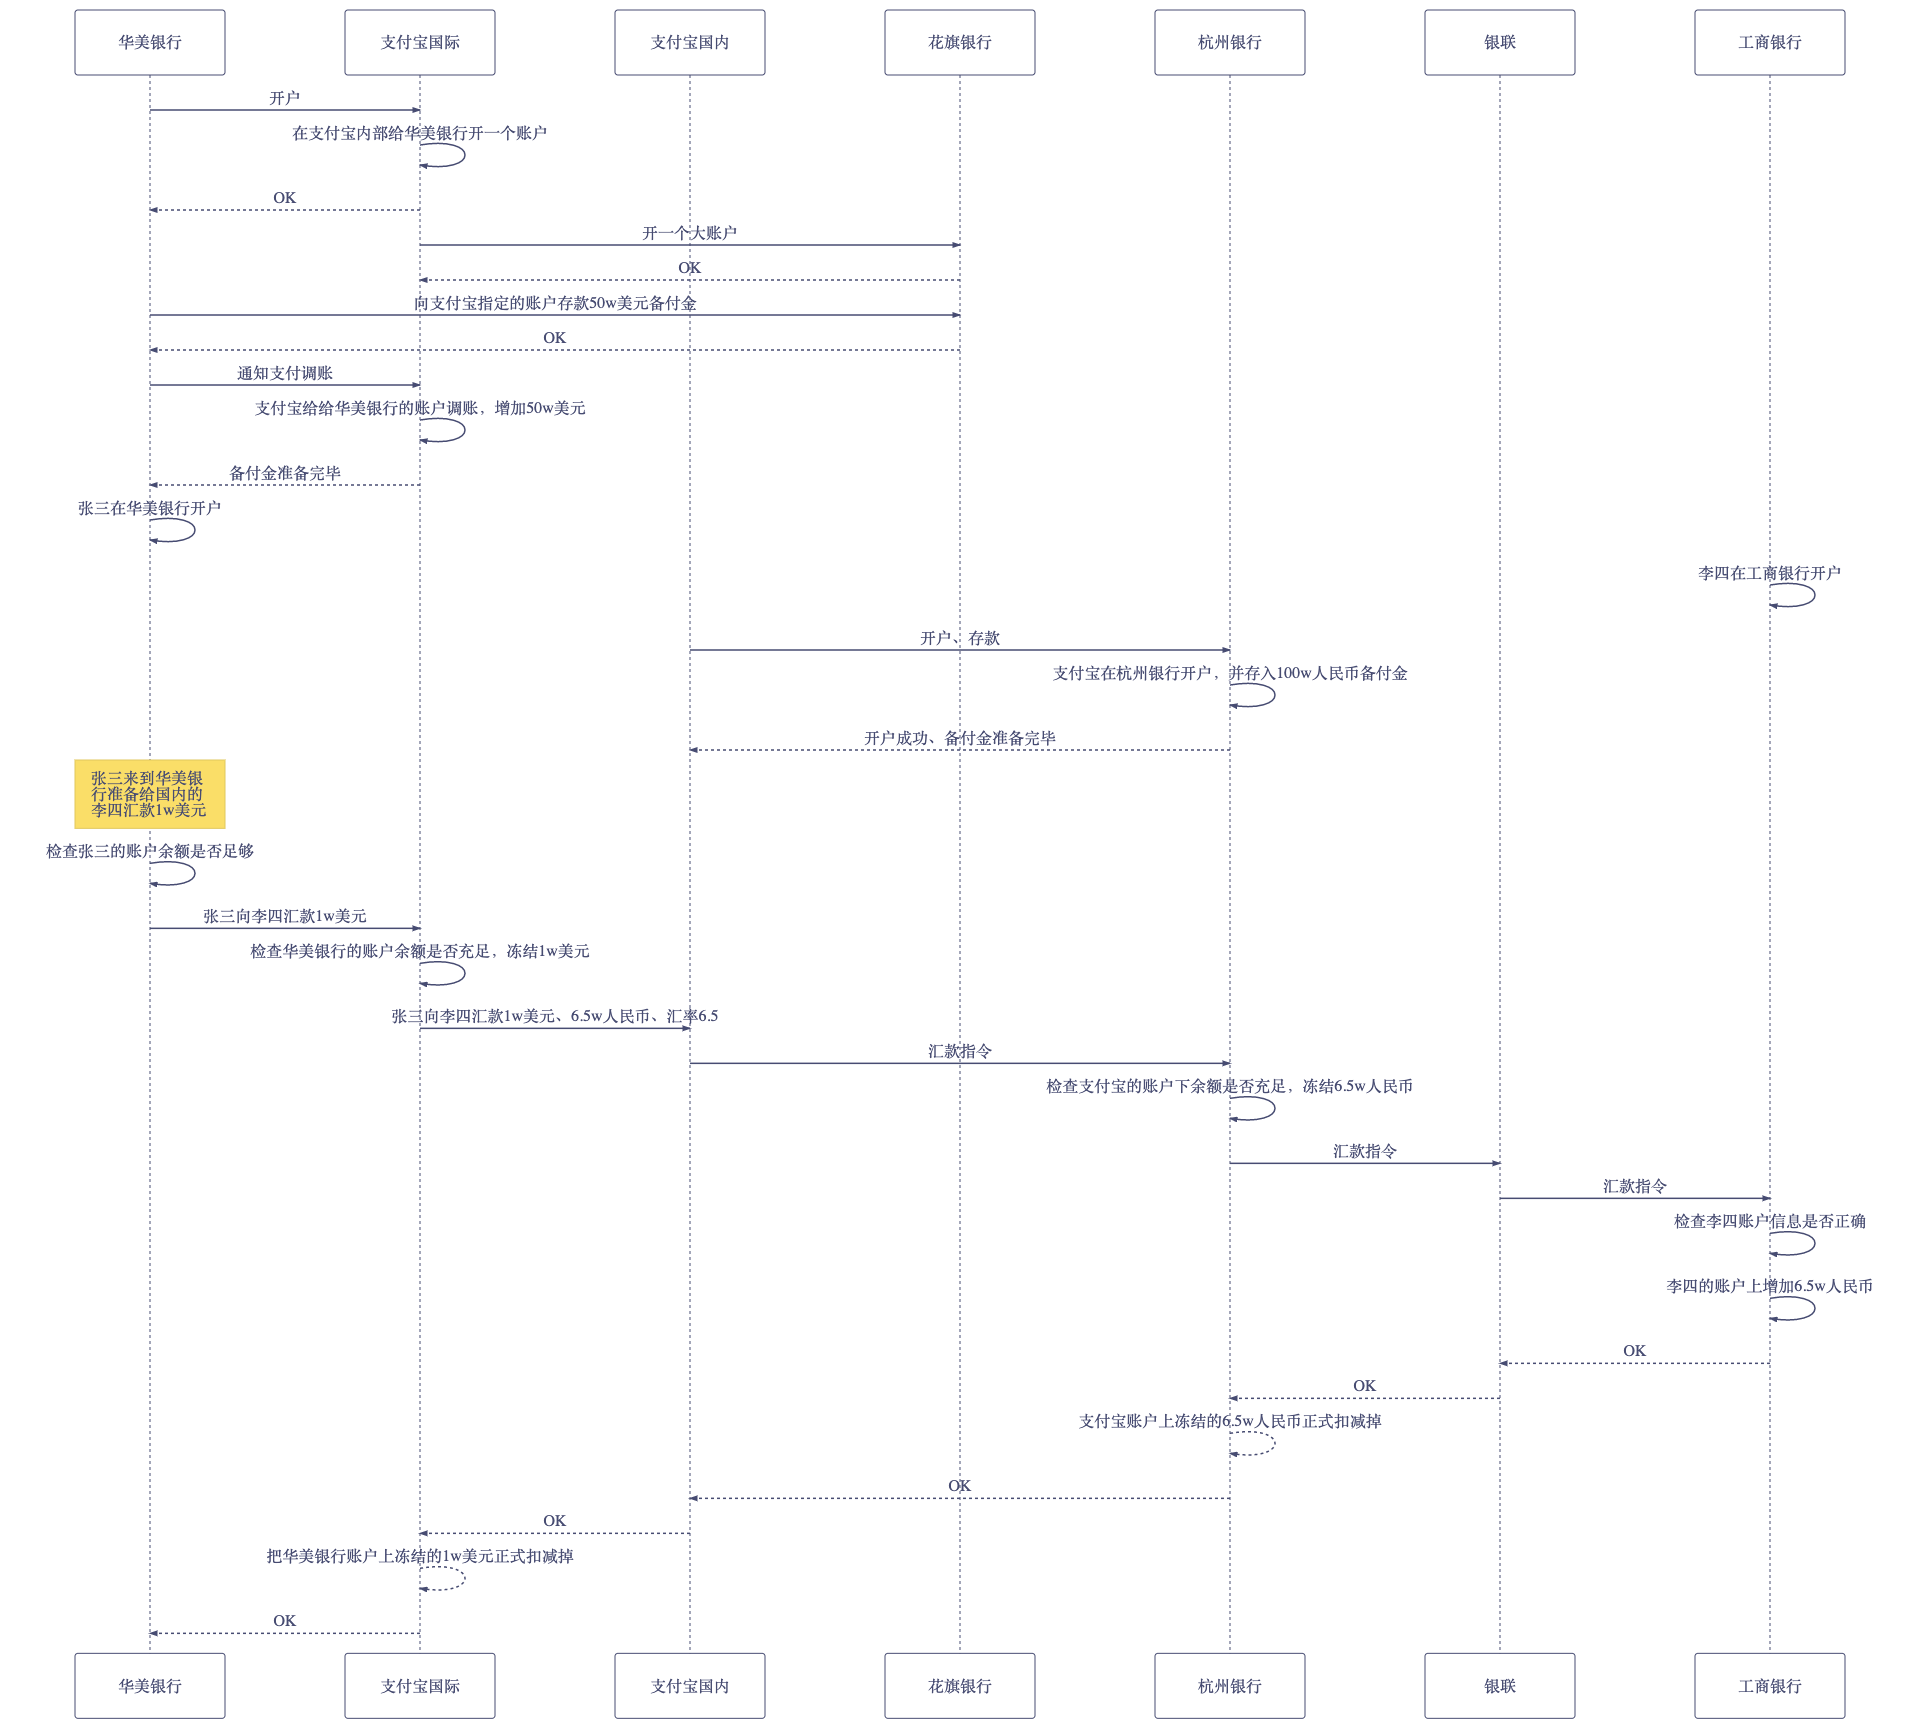 华美银行
支付宝国际
支付宝国内
花旗银行
杭州银行
银联
工商银行
开户
在支付宝内部给华美银行开一个账户
OK
开一个大账户
OK
向支付宝指定的账户存款50w美元备付金
OK
通知支付调账
支付宝给给华美银行的账户调账，增加50w美元
备付金准备完毕
张三在华美银行开户
李四在工商银行开户
开户、存款
支付宝在杭州银行开户，并存入100w人民币备付金
开户成功、备付金准备完毕
张三来到华美银
行准备给国内的
李四汇款1w美元
检查张三的账户余额是否足够
张三向李四汇款1w美元
检查华美银行的账户余额是否充足，冻结1w美元
张三向李四汇款1w美元、6.5w人民币、汇率6.5
汇款指令
检查支付宝的账户下余额是否充足，冻结6.5w人民币
汇款指令
汇款指令
检查李四账户信息是否正确
李四的账户上增加6.5w人民币
OK
OK
支付宝账户上冻结的6.5w人民币正式扣减掉
OK
OK
把华美银行账户上冻结的1w美元正式扣减掉
OK
华美银行
支付宝国际
支付宝国内
花旗银行
杭州银行
银联
工商银行